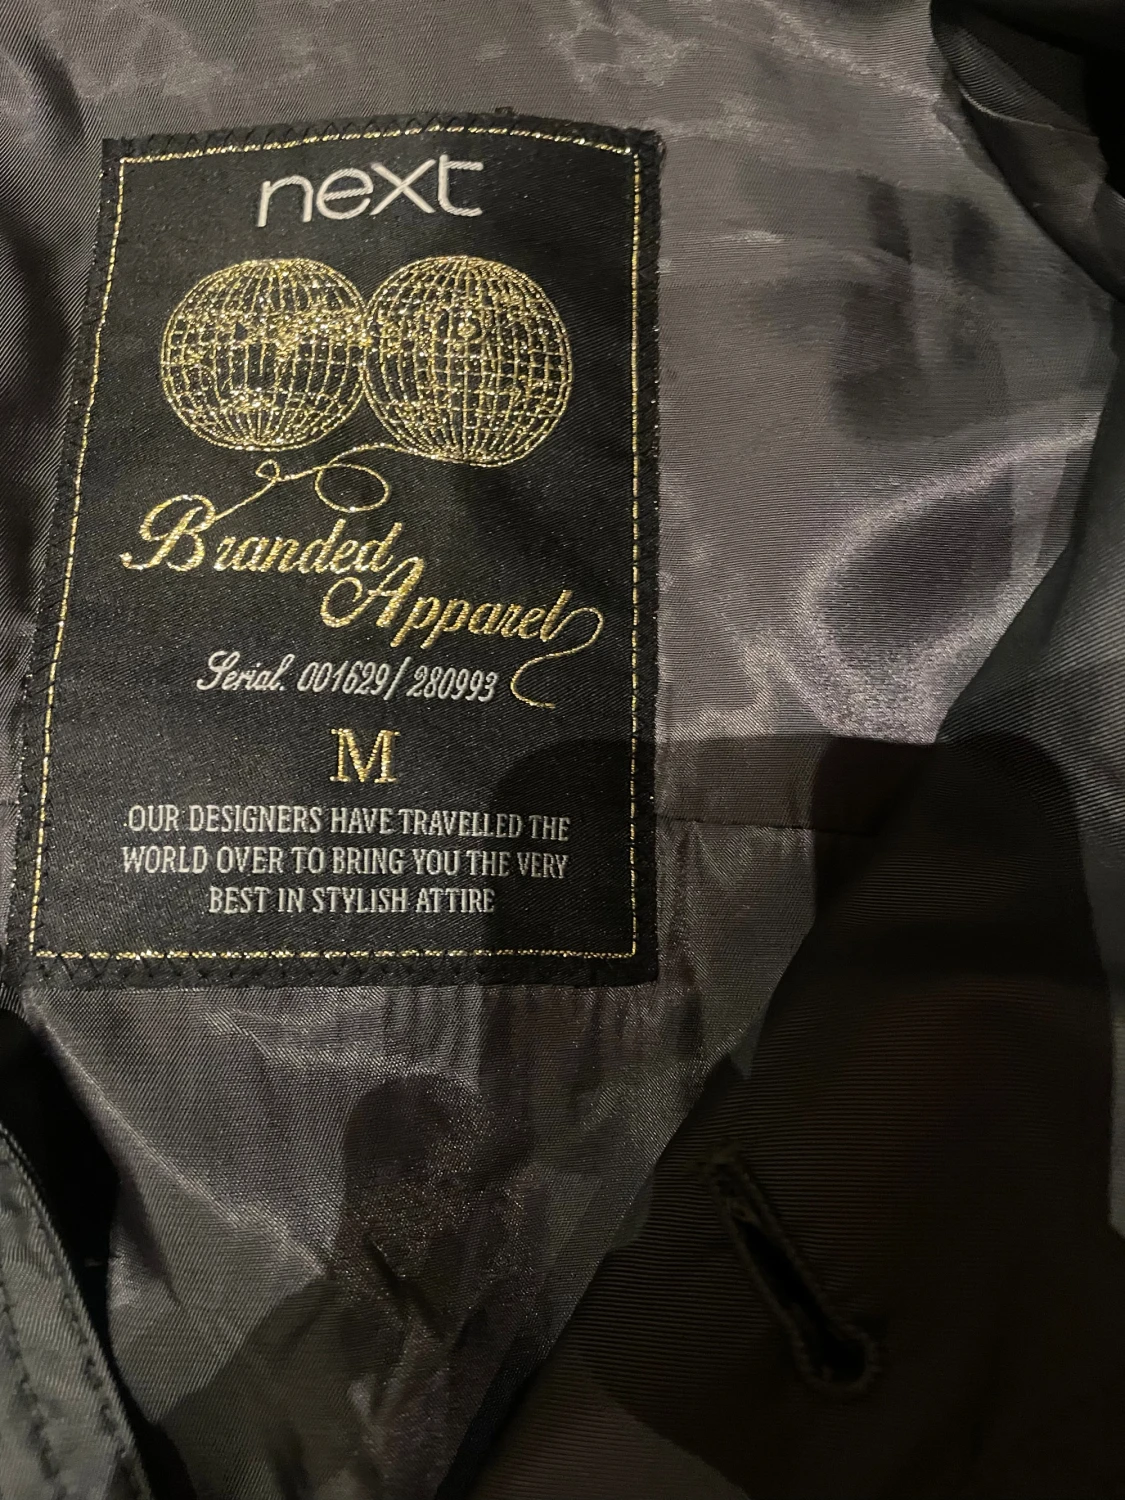 next
Branded
Apparel
Serial. 001629/280993
M
OUR DESIGNERS HAVE TRAVELLED THE
WORLD OVER TO BRING YOU THE VERY
BEST IN STYLISH ATTIRE